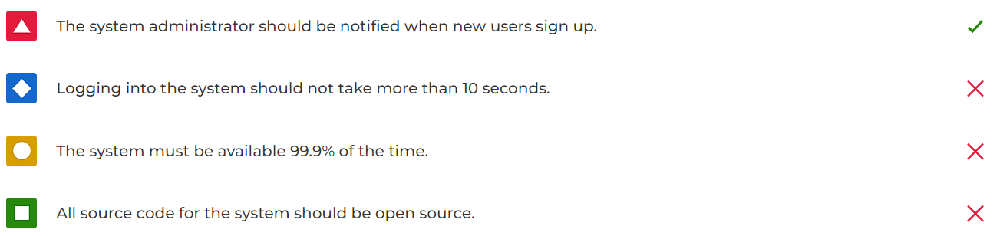 The system administrator should be notified when new users sign up.
Logging into the system should not take more than 10 seconds.
The system must be available 99.9% of the time.
All source code for the system should be open source.